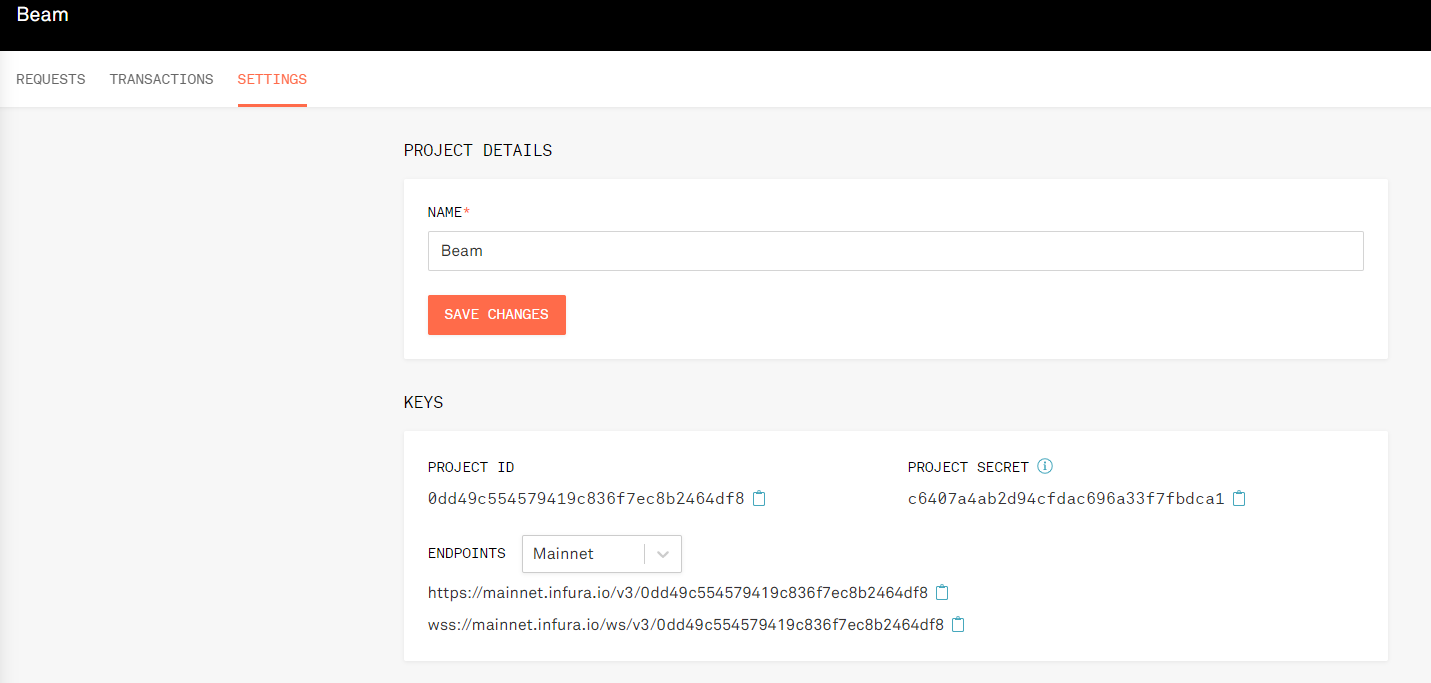 Beam
REQUESTS TRANSACTIONS SETTINGS
PROJECT DETAILS
NAME*
Beam
SAVE CHANGES
KEYS
PROJECT ID
0dd49c554579419c836f7ec8b2464df8
PROJECT SECRET
c6407a4ab2d94cfdac696a33f7fbdca1
ENDPOINTS Mainnet
https://mainnet.infura.io/v3/0dd49c554579419c836f7ec8b2464df8
wss://mainnet.infura.io/ws/v3/0dd49c554579419c836f7ec8b2464df8